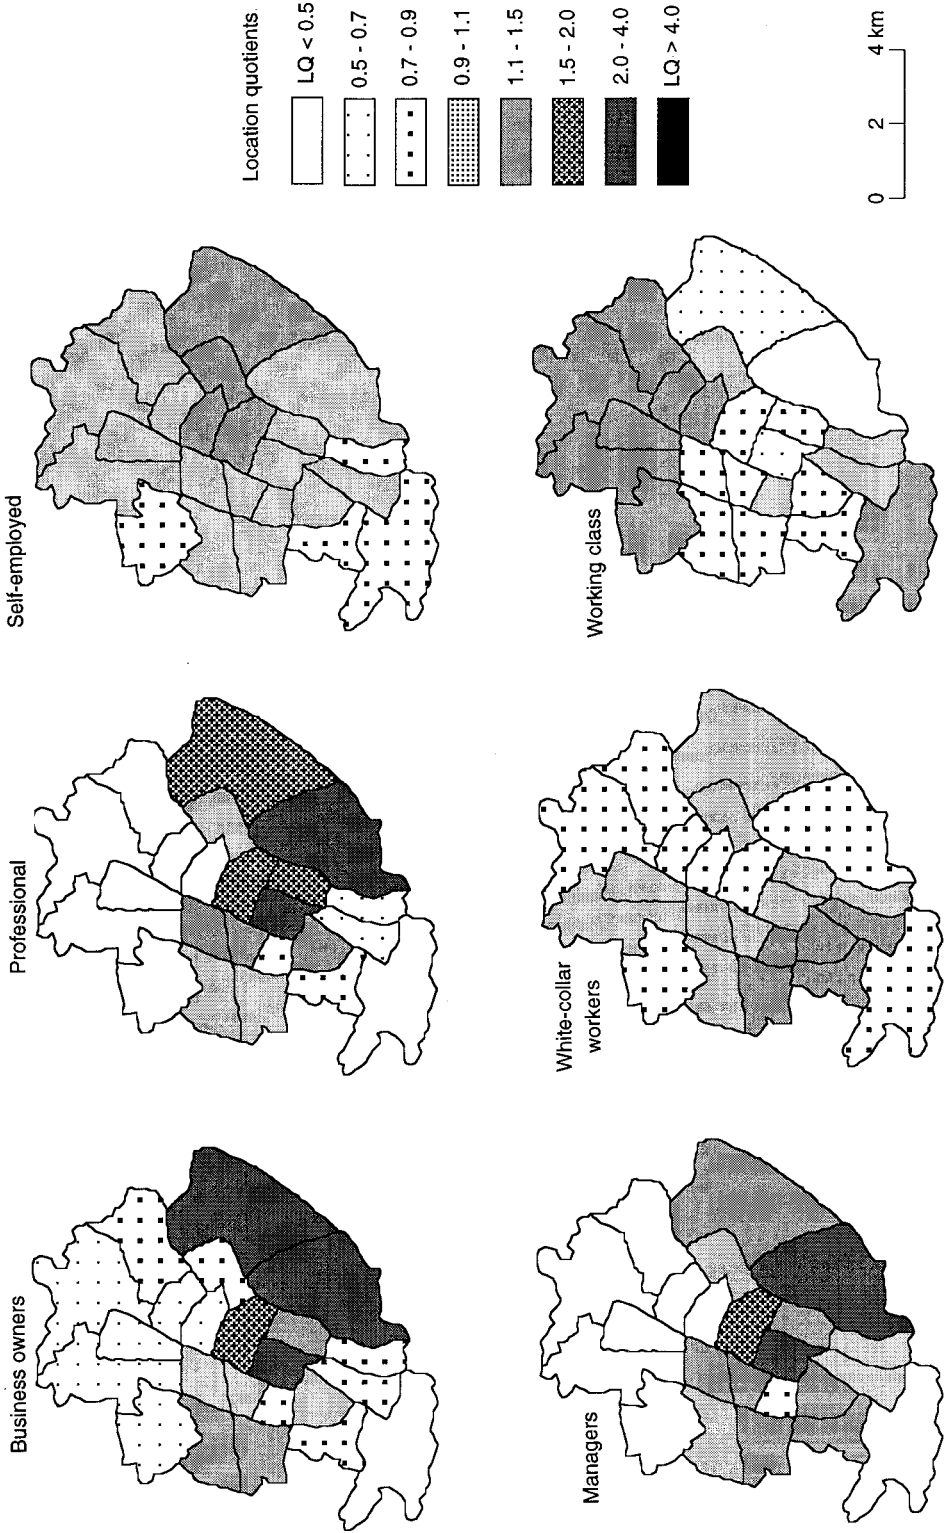 Business owners
Professional
Self-employed
Managers
White-collar
workers
Working class
Location quotients
LQ < 0.5
0.5 - 0.7
0.7 - 0.9
0.9 - 1.1
1.1 - 1.5
1.5 - 2.0
2.0 - 4.0
LQ > 4.0
0 2 4 km